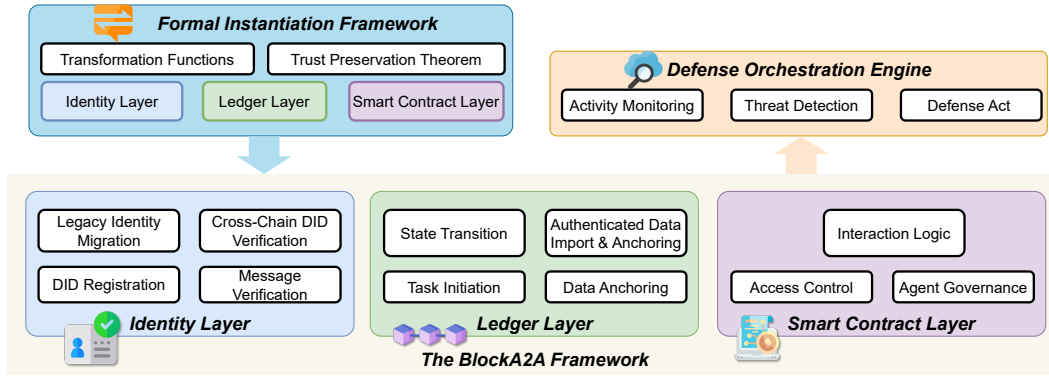 Formal Instantiation Framework
Transformation Functions
Trust Preservation Theorem
Identity Layer
Ledger Layer
Smart Contract Layer
Defense Orchestration Engine
Activity Monitoring
Threat Detection
Defense Act
Legacy Identity
Migration
Cross-Chain DID
Verification
DID Registration
Message
Verification
Identity Layer
State Transition
Authenticated Data
Import & Anchoring
Task Initiation
Data Anchoring
Ledger Layer
Interaction Logic
Access Control
Agent Governance
Smart Contract Layer
The BlockA2A Framework